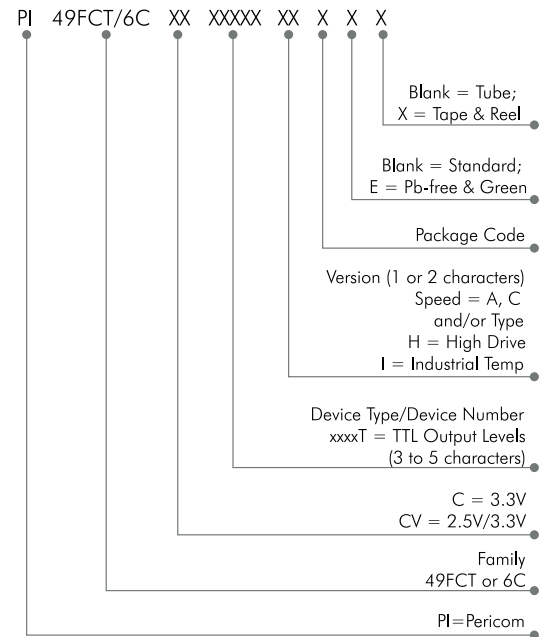 PI 49FCT/6C XX XXXXX XX X X X
Blank = Tube;
X = Tape & Reel
Blank = Standard;
E = Pb-free & Green
Package Code
Version (1 or 2 characters)
Speed = A, C
and/or Type
H = High Drive
I = Industrial Temp
Device Type/Device Number
xxxxT = TTL Output Levels
(3 to 5 characters)
C = 3.3V
CV = 2.5V/3.3V
Family
49FCT or 6C
PI=Pericom